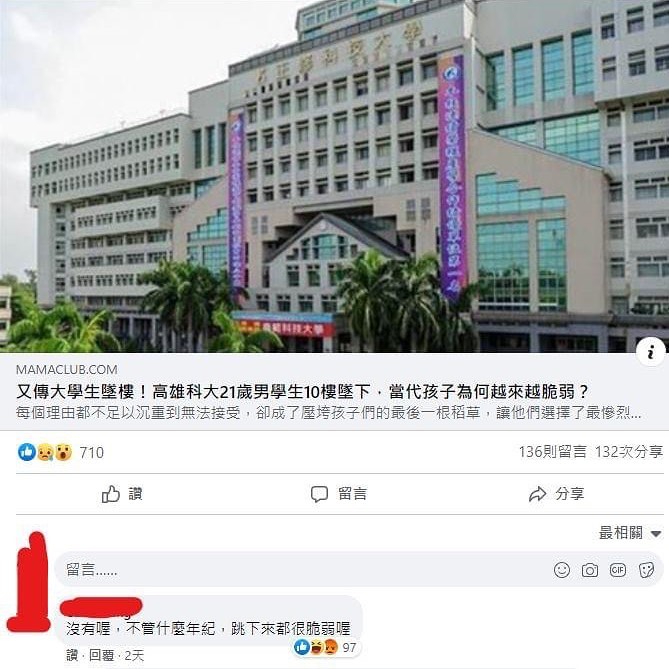 正修科技大學
MAMACLUB.COM
又傳大學生墜樓！高雄科大21歲男學生10樓墜下，當代孩子為何越來越脆弱？
每個理由都不足以沉重到無法接受，卻成了壓垮孩子們的最後一根稻草，讓他們選擇了最慘烈...
710
136則留言 132次分享
讚 留言 分享
最相關
留言......
GIF
沒有喔，不管什麼年紀，跳下來都很脆弱喔
97
讚·回覆·2天